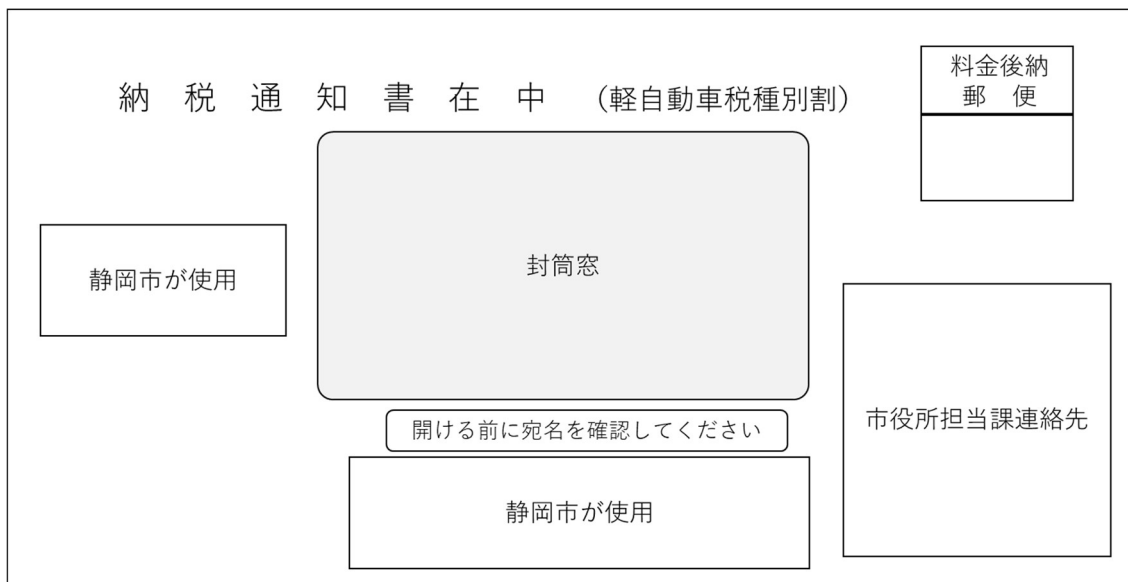 料金後納
郵 便
納 税 通 知 書 在 中 (軽自動車税種別割)
静岡市が使用
封筒窓
市役所担当課連絡先
開ける前に宛名を確認してください
静岡市が使用